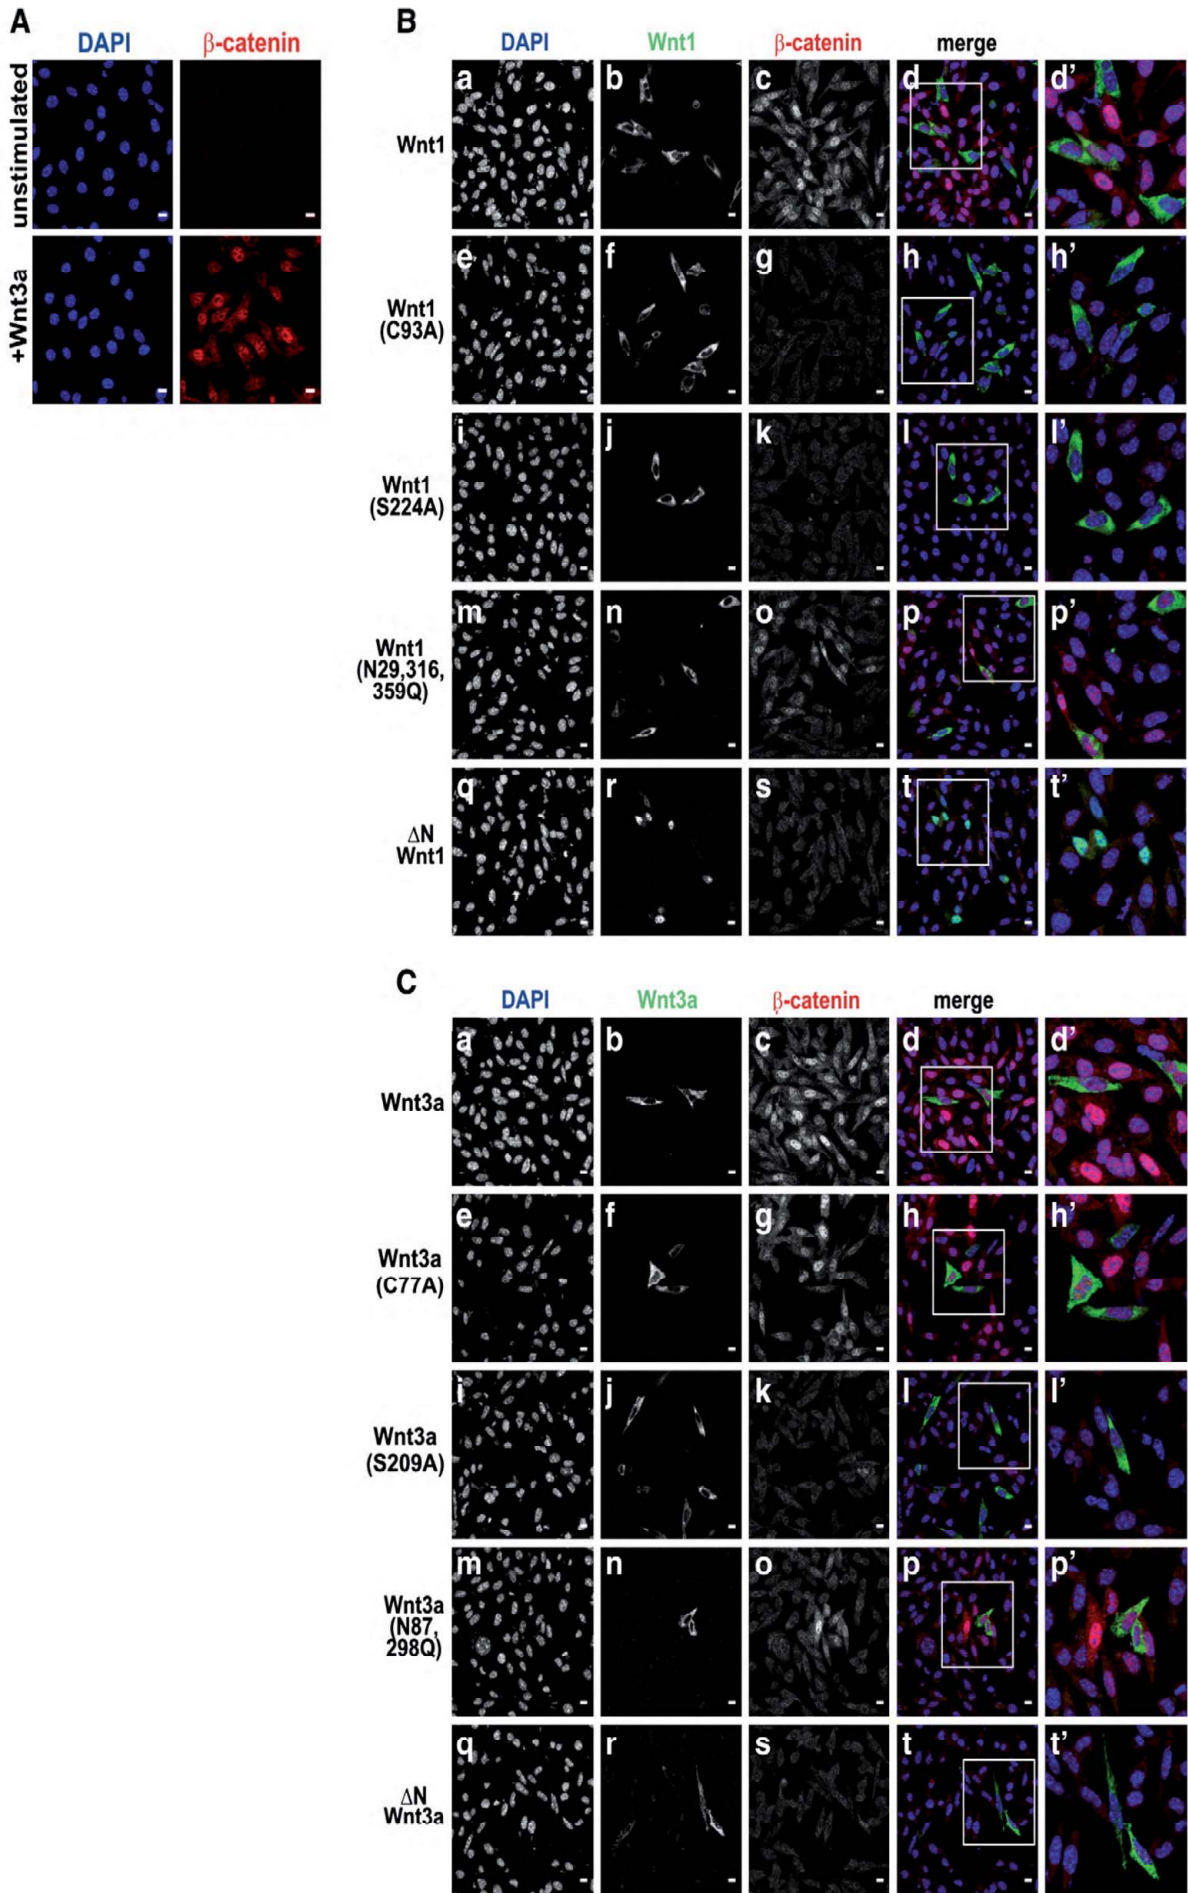 A
DAPI
β-catenin
unstimulated
+Wnt3a
B
DAPI
Wnt1
β-catenin
merge
Wnt1
a
b
c
d
d'
Wnt1
(C93A)
e
f
g
h
h'
Wnt1
(S224A)
i
j
k
l
l'
Wnt1
(N29,316,
359Q)
m
n
o
p
p'
ΔN
Wnt1
q
r
s
t
t'
C
DAPI
Wnt3a
β-catenin
merge
Wnt3a
a
b
c
d
d'
Wnt3a
(C77A)
e
f
g
h
h'
Wnt3a
(S209A)
i
j
k
l
l'
Wnt3a
(N87,
298Q)
m
n
o
p
p'
ΔN
Wnt3a
q
r
s
t
t'